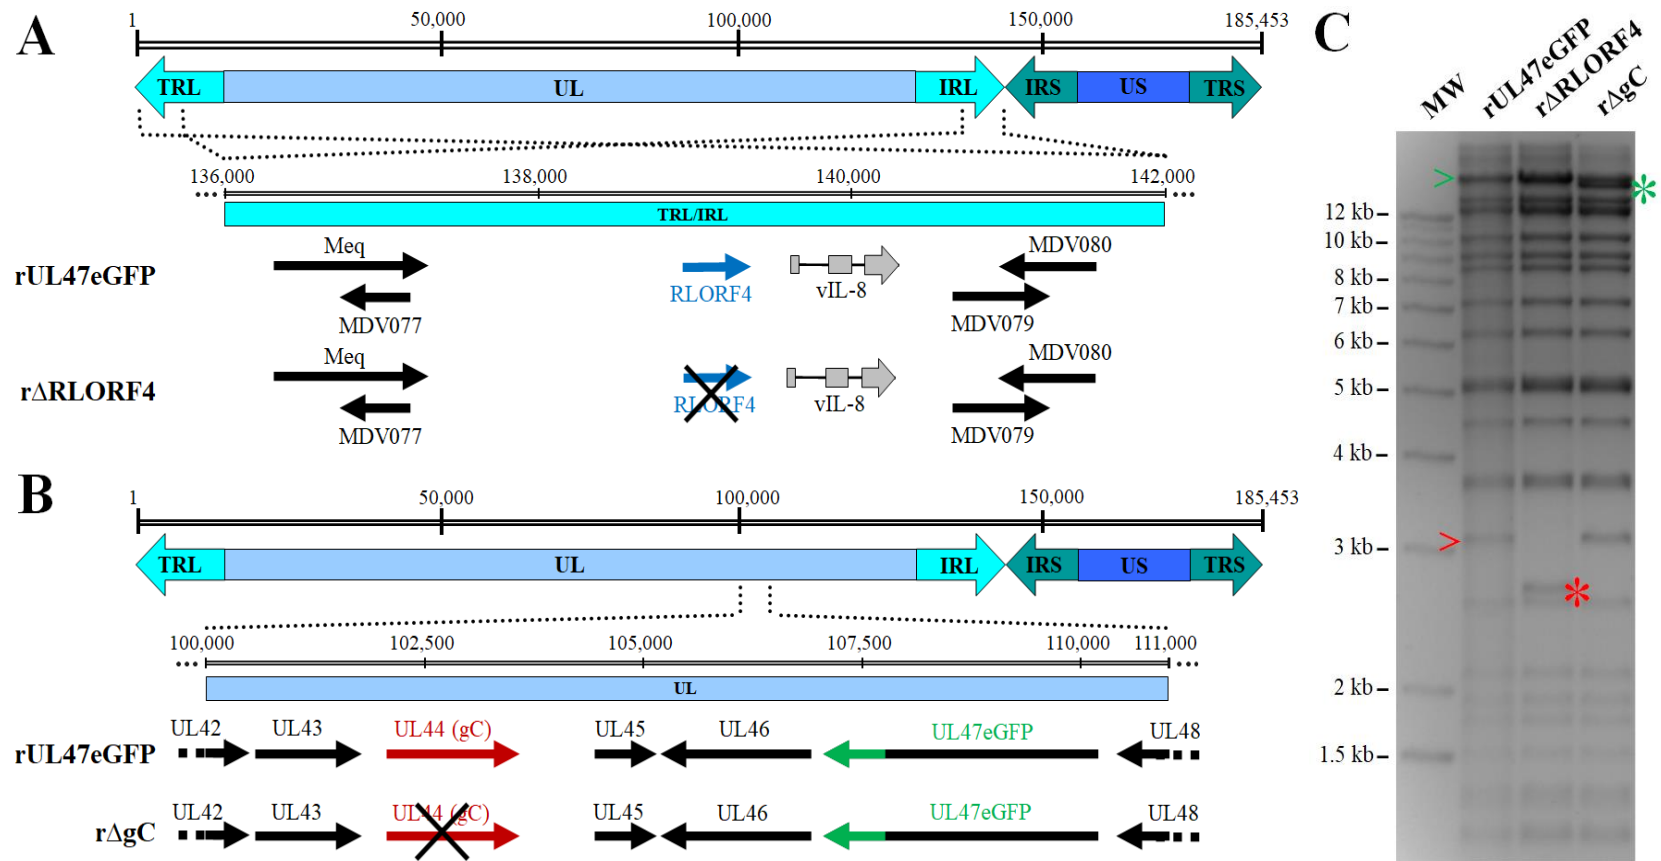 A
1 50,000 100,000 150,000 185,453
TRL UL IRL IRS US TRS
136,000 138,000 140,000 142,000
TRL/IRL
rUL47eGFP
Meq RLORF4 vIL-8 MDV080
MDV077 MDV079
rΔRLORF4
Meq RLORF4 vIL-8 MDV080
MDV077 MDV079
B
1 50,000 100,000 150,000 185,453
TRL UL IRL IRS US TRS
100,000 102,500 105,000 107,500 110,000 111,000
UL
UL42 UL43 UL44 (gC) UL45 UL46 UL47eGFP UL48
rUL47eGFP
UL42 UL43 UL44 (gC) UL45 UL46 UL47eGFP UL48
rΔgC
C
MW rUL47eGFP rΔRLORF4 rΔgC
>
*
12 kb
10 kb
8 kb
7 kb
6 kb
5 kb
4 kb
> 3 kb
*
2 kb
1.5 kb